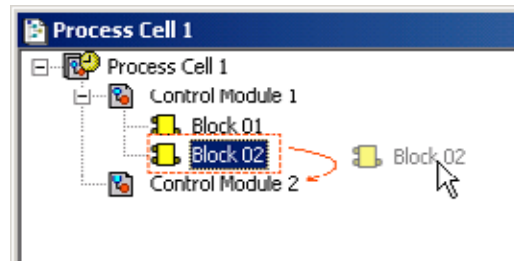 Process Cell 1
Process Cell 1
Control Module 1
Block 01
Block 02 Block 02
Control Module 2